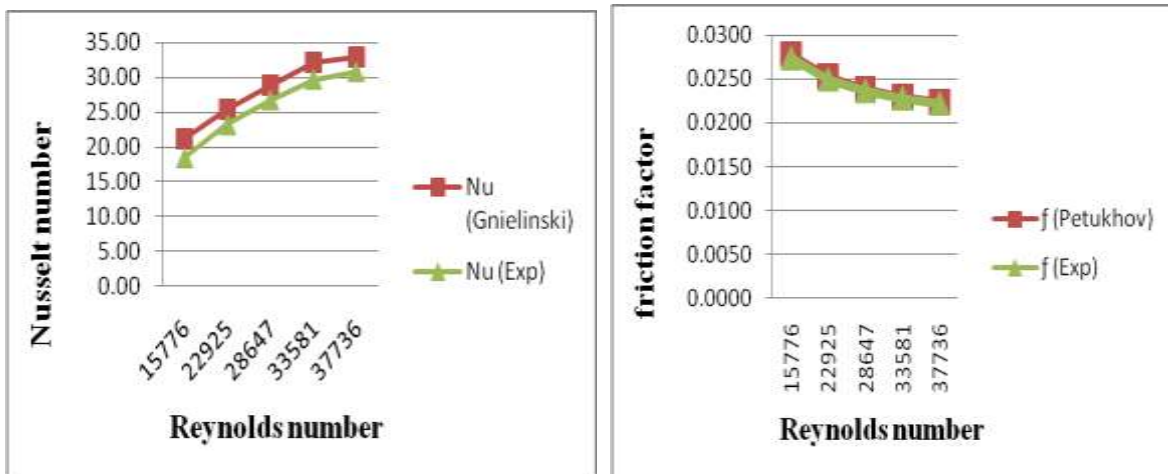 35.00
30.00
25.00
20.00
15.00
10.00
5.00
0.00
Nusselt number
15776
22925
28647
33581
37736
Reynolds number
Nu
(Gnielinski)
Nu (Exp)
0.0300
0.0250
0.0200
0.0150
0.0100
0.0050
0.0000
friction factor
15776
22925
28647
33581
37736
Reynolds number
ƒ (Petukhov)
ƒ (Exp)